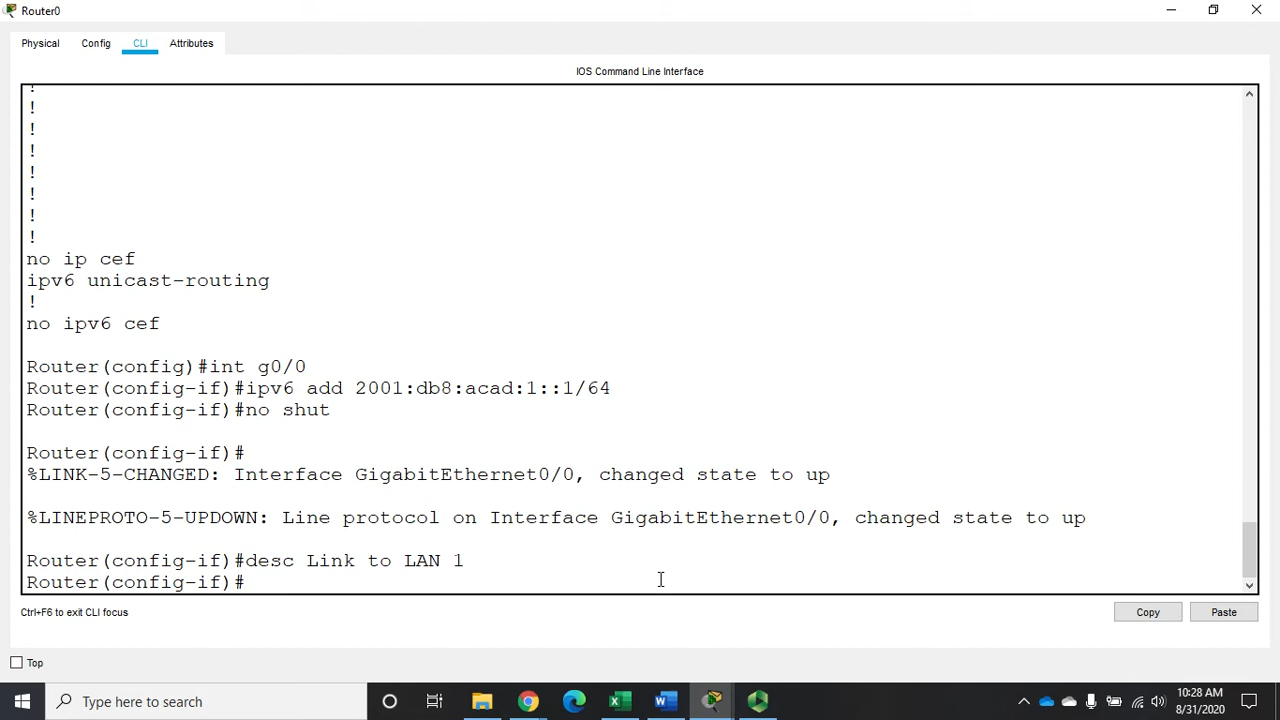 Router0
Physical
Config
CLI
Attributes
IOS Command Line Interface
!
!
!
!
!
!
!
!
no ip cef
ipv6 unicast-routing
!
no ipv6 cef
Router(config)#int g0/0
Router(config-if)#ipv6 add 2001:db8:acad:1::1/64
Router(config-if)#no shut
Router(config-if)#
%LINK-5-CHANGED: Interface GigabitEthernet0/0, changed state to up
%LINEPROTO-5-UPDOWN: Line protocol on Interface GigabitEthernet0/0, changed state to up
Router(config-if)#desc Link to LAN 1
Router(config-if)#
Ctrl+F6 to exit CLI focus
Copy
Paste
Top
Type here to search
10:28 AM
8/31/2020